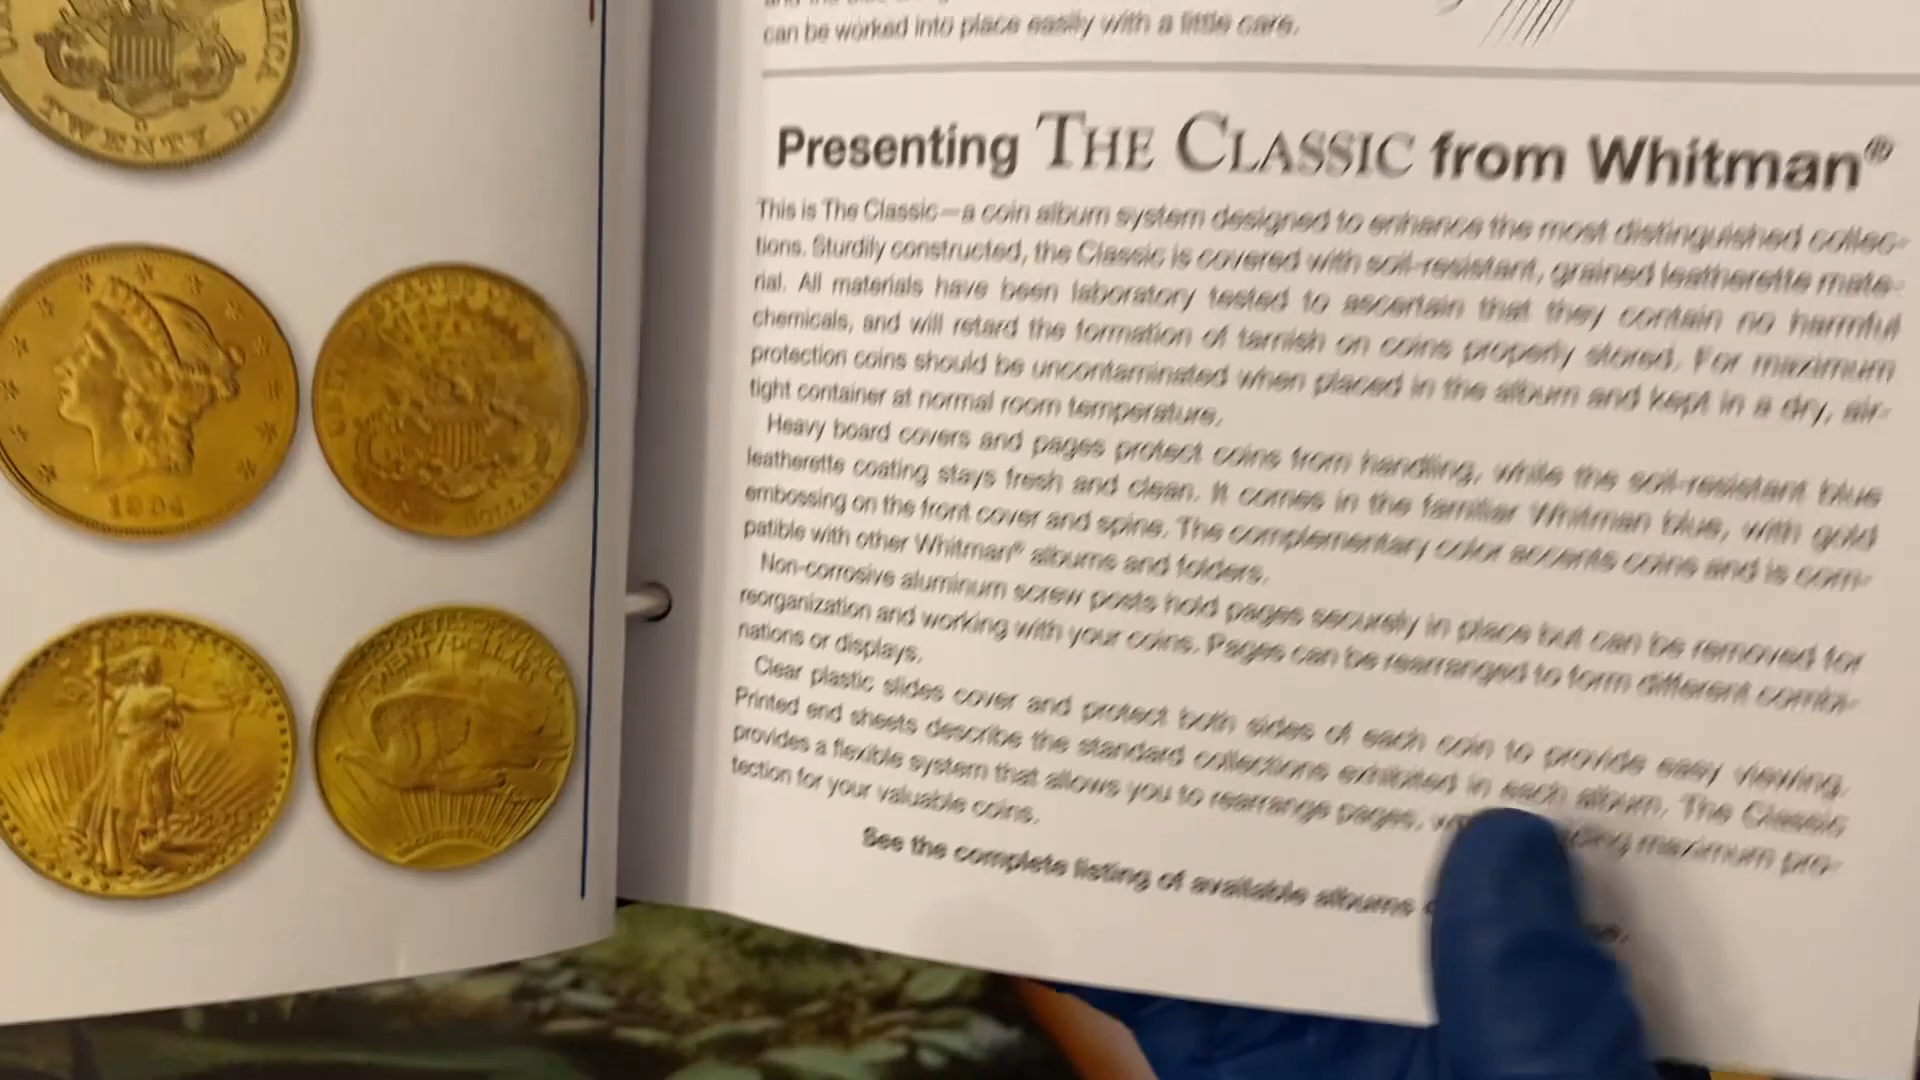 RICA
TWENTY D.
O
1904
UNITED STATES
DOLLARS
TWENTY DOLLARS
can be worked into place easily with a little care.
Presenting THE CLASSIC from Whitman®
This is The Classic—a coin album system designed to enhance the most distinguished collec-
tions. Sturdily constructed, the Classic is covered with soil-resistant, grained leatherette mate-
rial. All materials have been laboratory tested to ascertain that they contain no harmful
chemicals, and will retard the formation of tarnish on coins properly stored. For maximum
protection coins should be uncontaminated when placed in the album and kept in a dry, air-
tight container at normal room temperature.
Heavy board covers and pages protect coins from handling, while the soil-resistant blue
leatherette coating stays fresh and clean. It comes in the familiar Whitman blue, with gold
embossing on the front cover and spine. The complementary color accents coins and is com-
patible with other Whitman® albums and folders.
Non-corrosive aluminum screw posts hold pages securely in place but can be removed for
reorganization and working with your coins. Pages can be rearranged to form different combi-
nations or displays.
Clear plastic slides cover and protect both sides of each coin to provide easy viewing.
Printed end sheets describe the standard collections exhibited in each album. The Classic
provides a flexible system that allows you to rearrange pages, maximum pro-
tection for your valuable coins.
See the complete listing of available albums